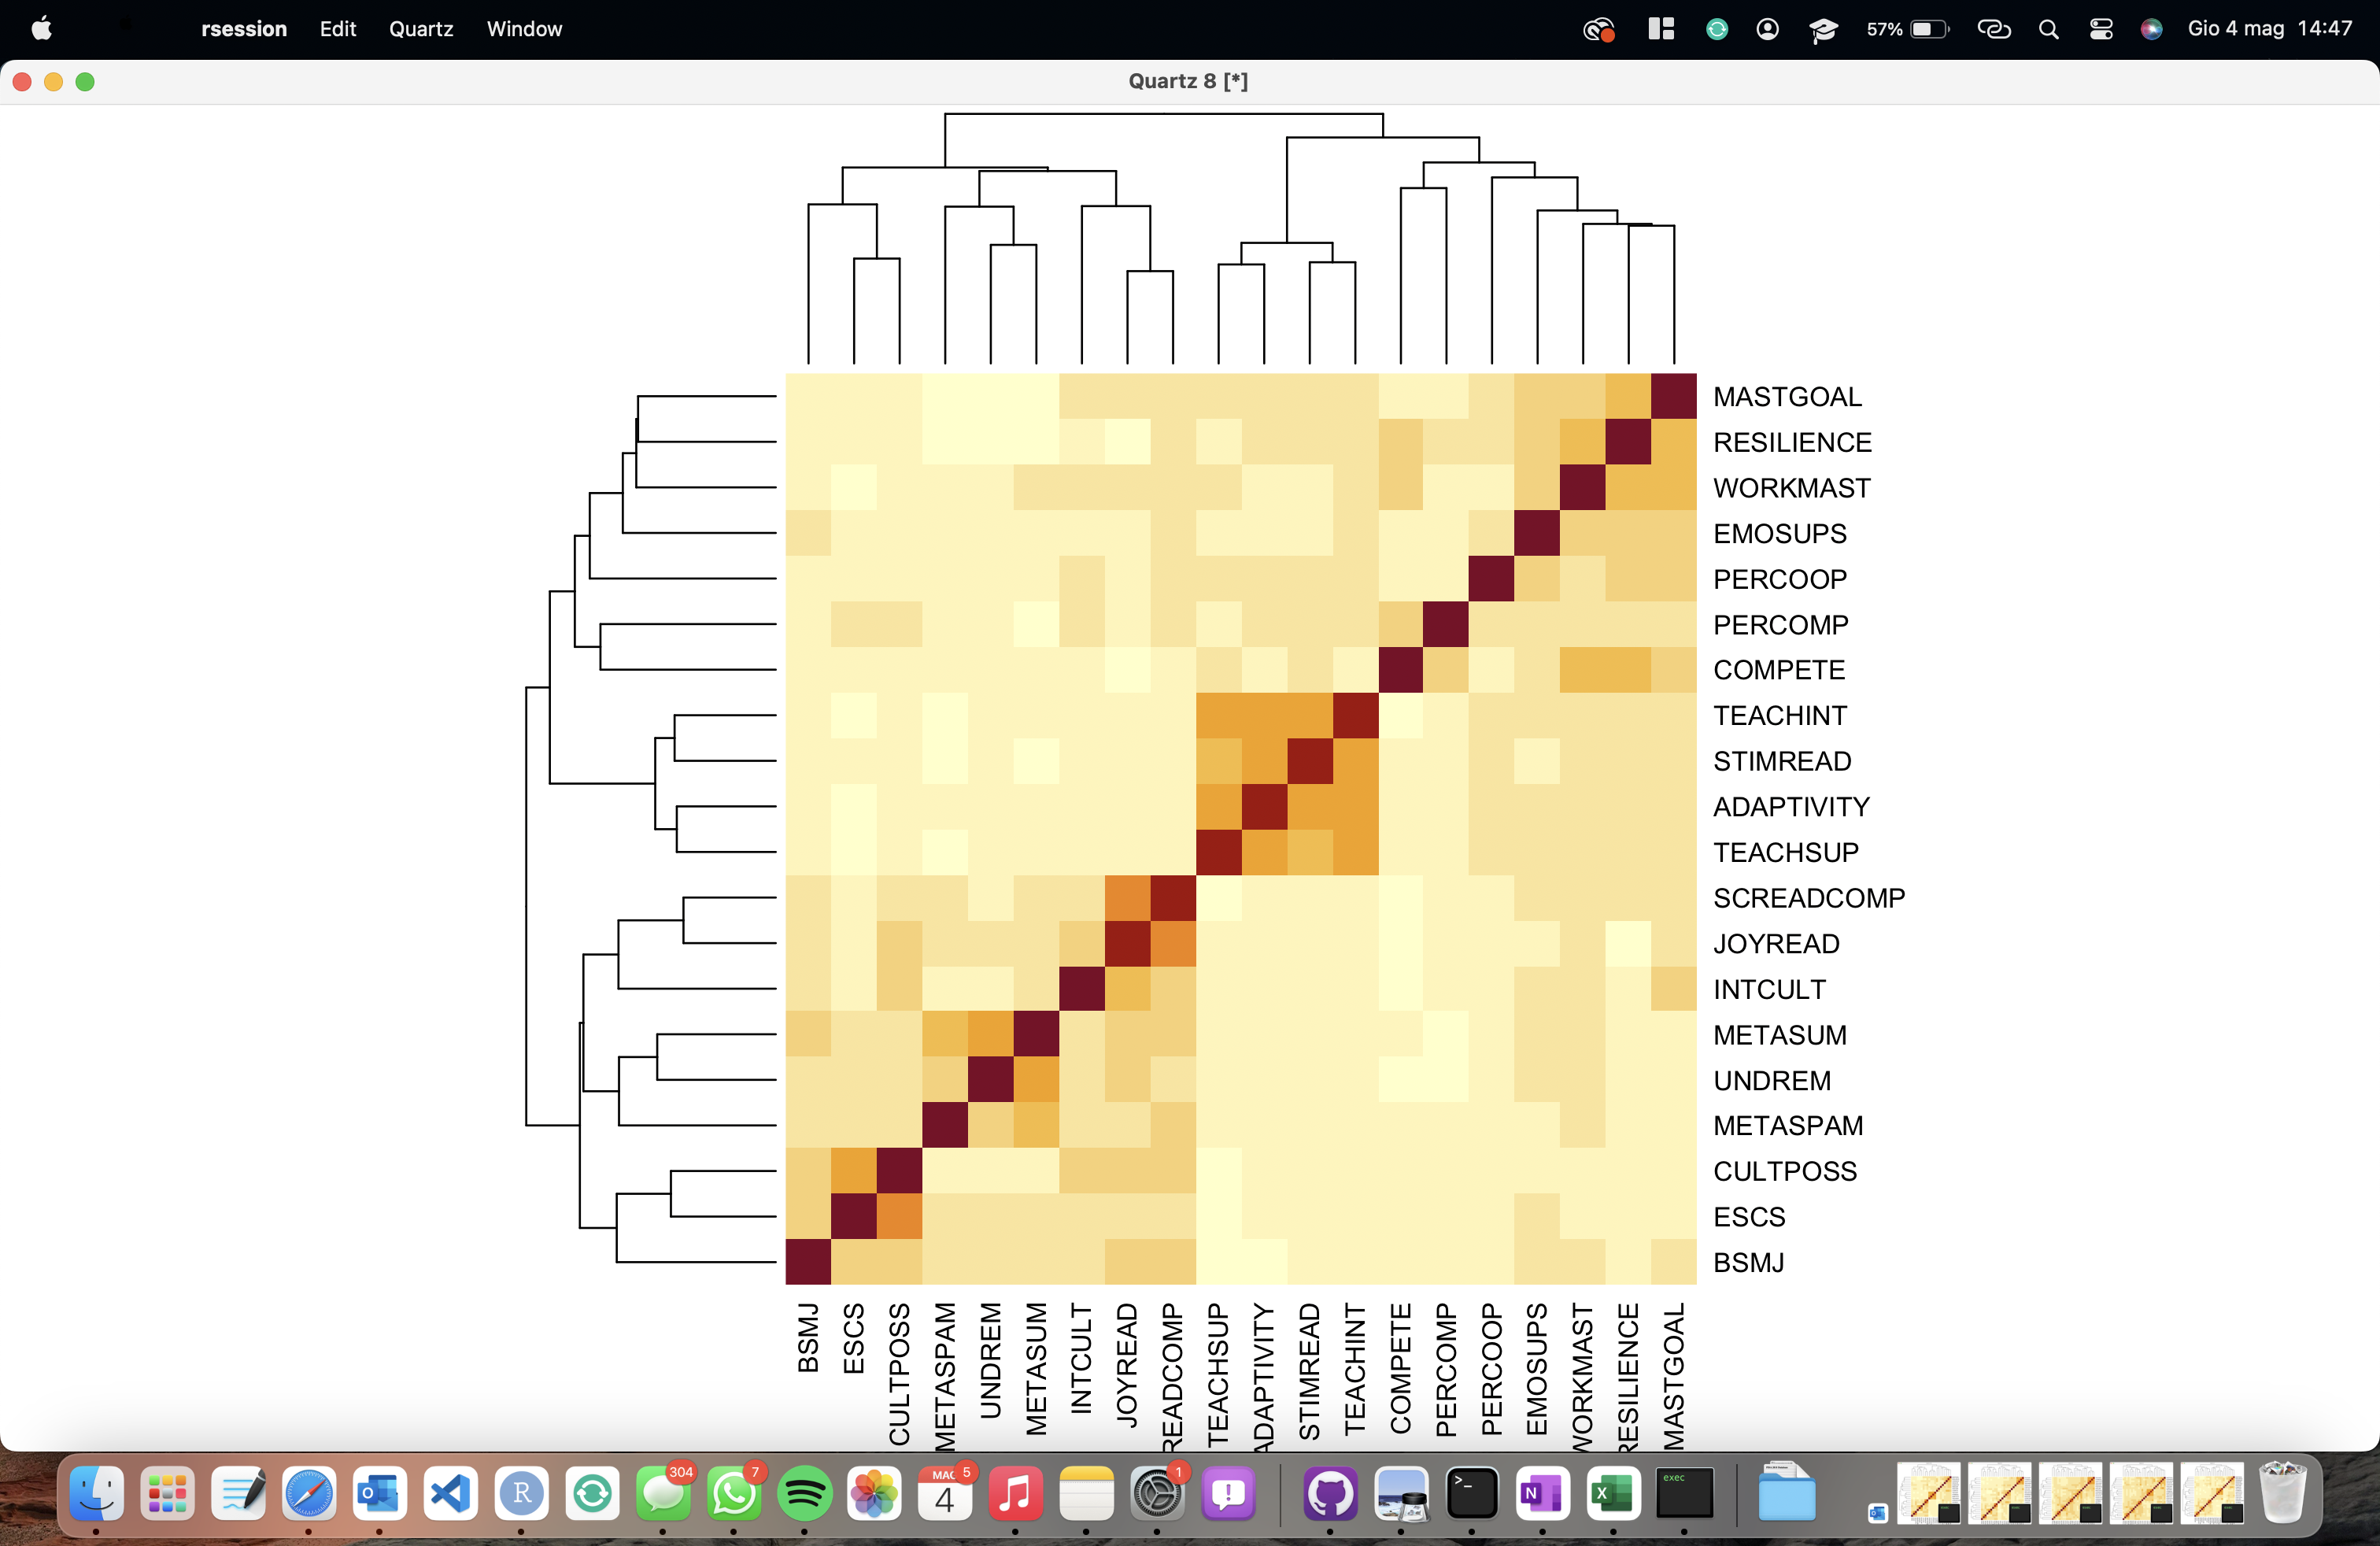 rsession Edit Quartz Window 57% Gio 4 mag 14:47
Quartz 8 [*]
MASTGOAL
RESILIENCE
WORKMAST
EMOSUPS
PERCOOP
PERCOMP
COMPETE
TEACHINT
STIMREAD
ADAPTIVITY
TEACHSUP
SCREADCOMP
JOYREAD
INTCULT
METASUM
UNDREM
METASPAM
CULTPOSS
ESCS
BSMJ
BSMJ
ESCS
CULTPOSS
METASPAM
UNDREM
METASUM
INTCULT
JOYREAD
READCOMP
TEACHSUP
ADAPTIVITY
STIMREAD
TEACHINT
COMPETE
PERCOMP
PERCOOP
EMOSUPS
WORKMAST
RESILIENCE
MASTGOAL
304 7 MAG 5 1
4
R
N
X
>_
exec